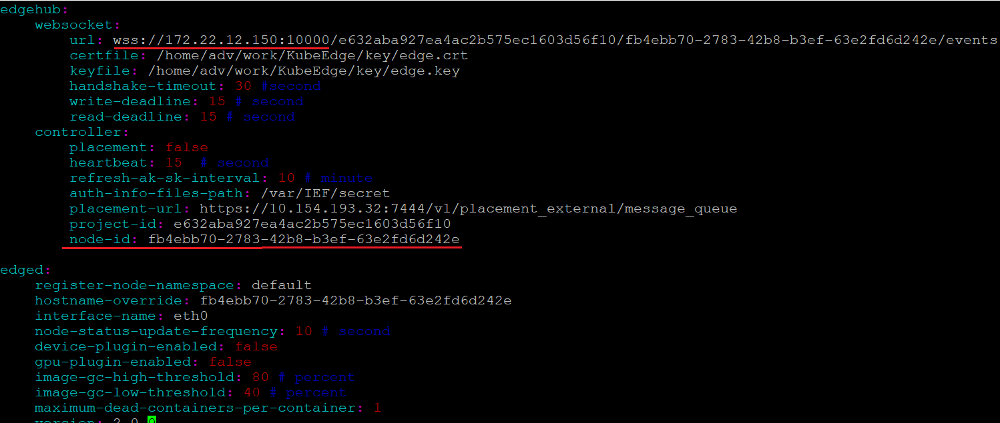 edgehub:
    websocket:
        url: wss://172.22.12.150:10000/e632aba927ea4ac2b575ec1603d56f10/fb4ebb70-2783-42b8-b3ef-63e2fd6d242e/events
        certfile: /home/adv/work/KubeEdge/key/edge.crt
        keyfile: /home/adv/work/KubeEdge/key/edge.key
        handshake-timeout: 30 #second
        write-deadline: 15 # second
        read-deadline: 15 # second
    controller:
        placement: false
        heartbeat: 15  # second
        refresh-ak-sk-interval: 10 # minute
        auth-info-files-path: /var/IEF/secret
        placement-url: https://10.154.193.32:7444/v1/placement_external/message_queue
        project-id: e632aba927ea4ac2b575ec1603d56f10
        node-id: fb4ebb70-2783-42b8-b3ef-63e2fd6d242e
edged:
    register-node-namespace: default
    hostname-override: fb4ebb70-2783-42b8-b3ef-63e2fd6d242e
    interface-name: eth0
    node-status-update-frequency: 10 # second
    device-plugin-enabled: false
    gpu-plugin-enabled: false
    image-gc-high-threshold: 80 # percent
    image-gc-low-threshold: 40 # percent
    maximum-dead-containers-per-container: 1
    version: 2.0.0